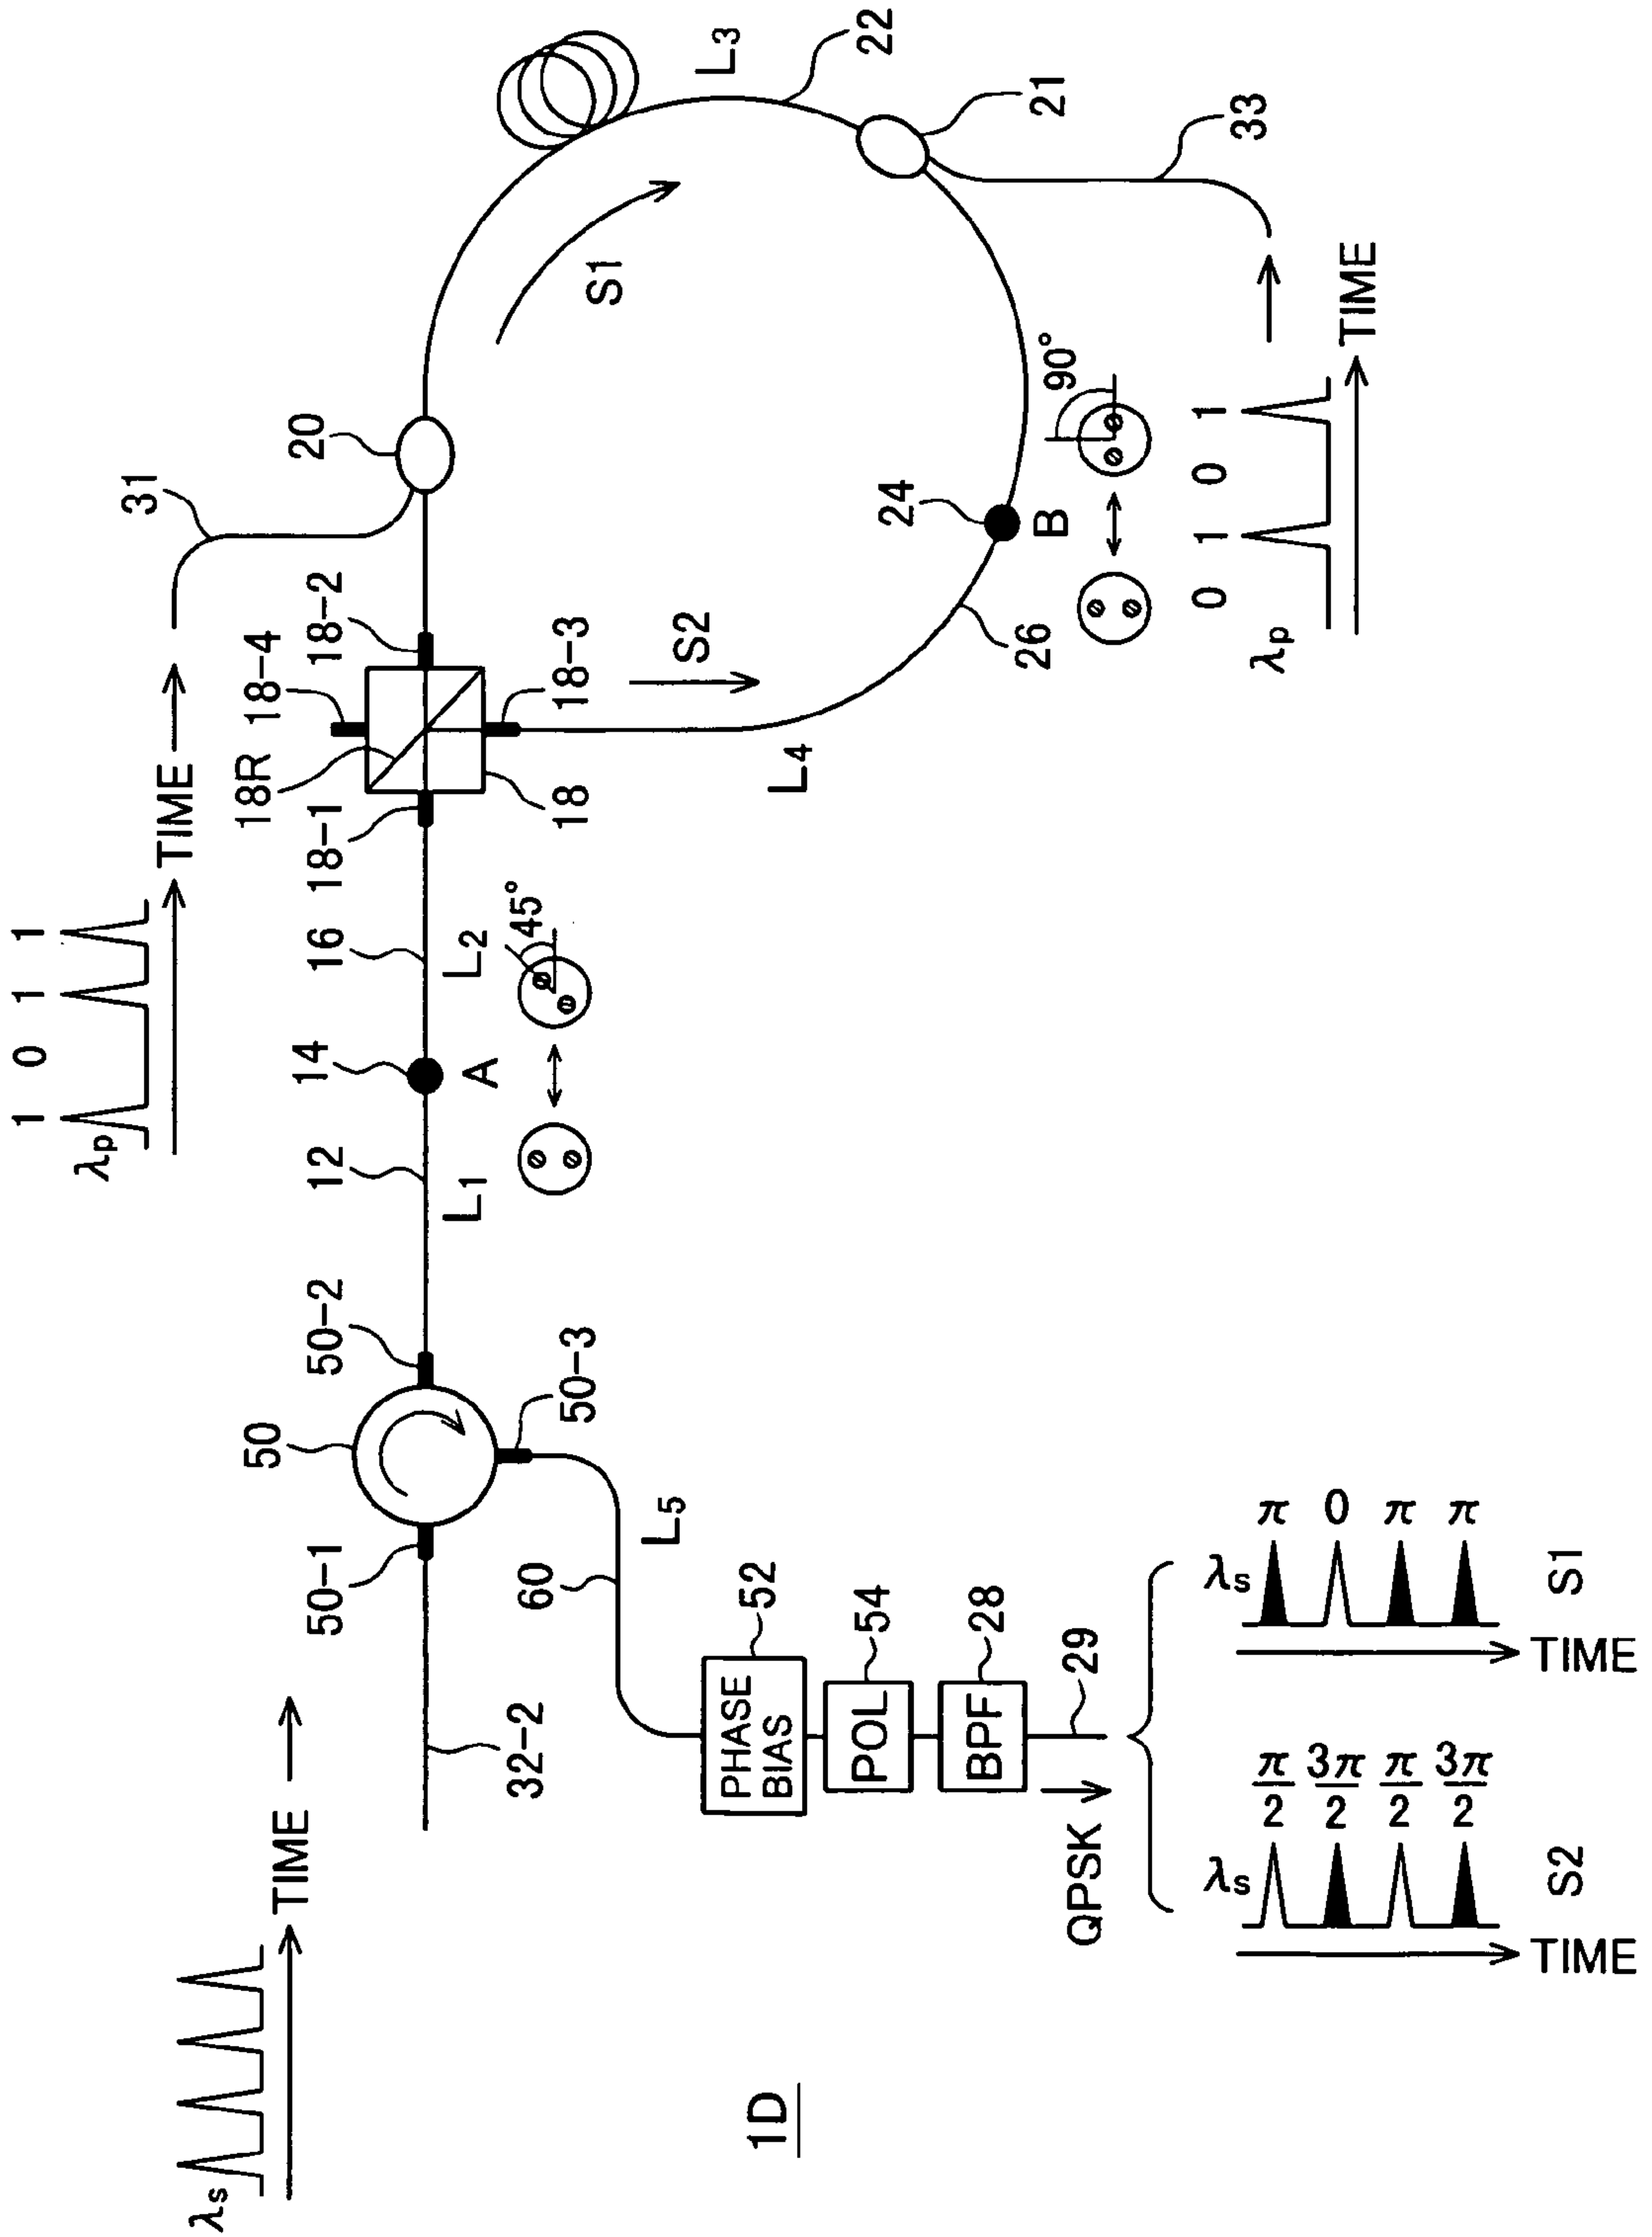 1D
λs
TIME
32-2
50-1
50
50-2
50-3
12
L1
14
A
45°
16
L2
1 0 1 1
λp
TIME
31
18-1
18R
18-4
18-2
18
18-3
20
S1
S2
L3
22
21
33
24
B
90°
26
L4
0 1 0 1
λp
TIME
60
L5
PHASE
BIAS
52
POL
54
BPF
28
29
QPSK
λs
π 0 π π
S1
TIME
λs
π/2 3π/2 π/2 3π/2
S2
TIME